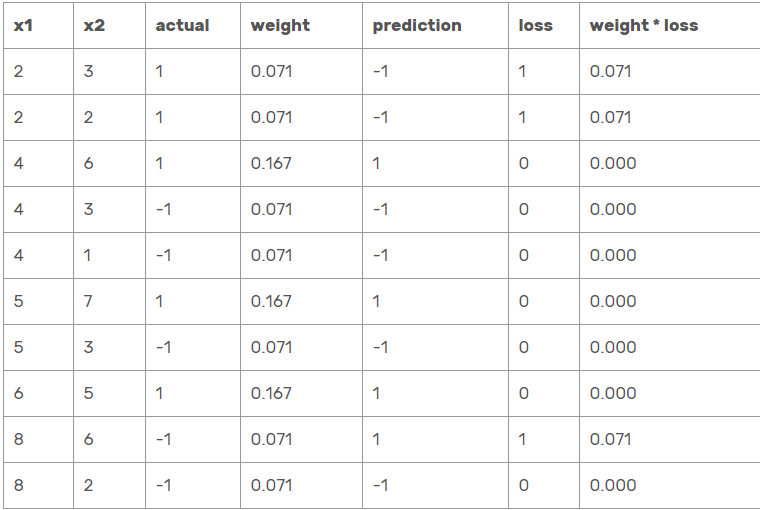 x1 x2 actual weight prediction loss weight * loss
2 3 1 0.071 -1 1 0.071
2 2 1 0.071 -1 1 0.071
4 6 1 0.167 1 0 0.000
4 3 -1 0.071 -1 0 0.000
4 1 -1 0.071 -1 0 0.000
5 7 1 0.167 1 0 0.000
5 3 -1 0.071 -1 0 0.000
6 5 1 0.167 1 0 0.000
8 6 -1 0.071 1 1 0.071
8 2 -1 0.071 -1 0 0.000